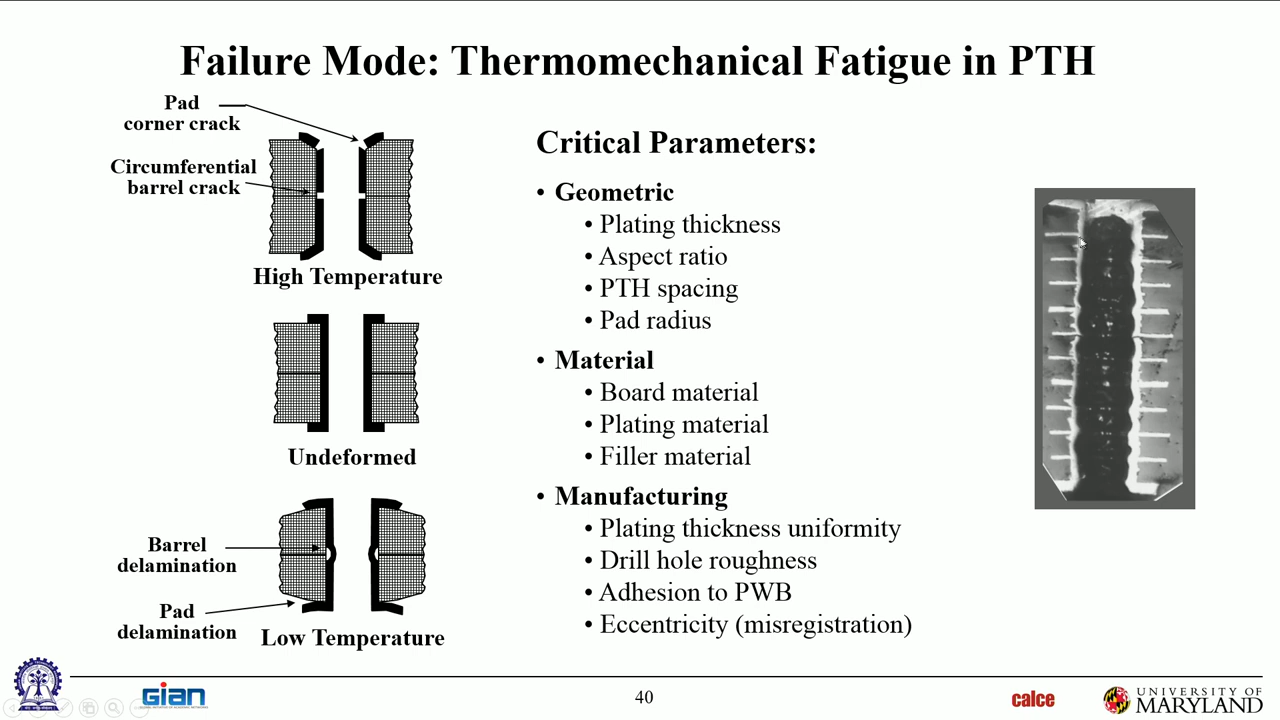 Failure Mode: Thermomechanical Fatigue in PTH
Pad
corner crack
Circumferential
barrel crack
High Temperature
Undeformed
Barrel
delamination
Pad
delamination
Low Temperature
Critical Parameters:
• Geometric
• Plating thickness
• Aspect ratio
• PTH spacing
• Pad radius
• Material
• Board material
• Plating material
• Filler material
• Manufacturing
• Plating thickness uniformity
• Drill hole roughness
• Adhesion to PWB
• Eccentricity (misregistration)
GIAN
40
calce
UNIVERSITY OF
MARYLAND